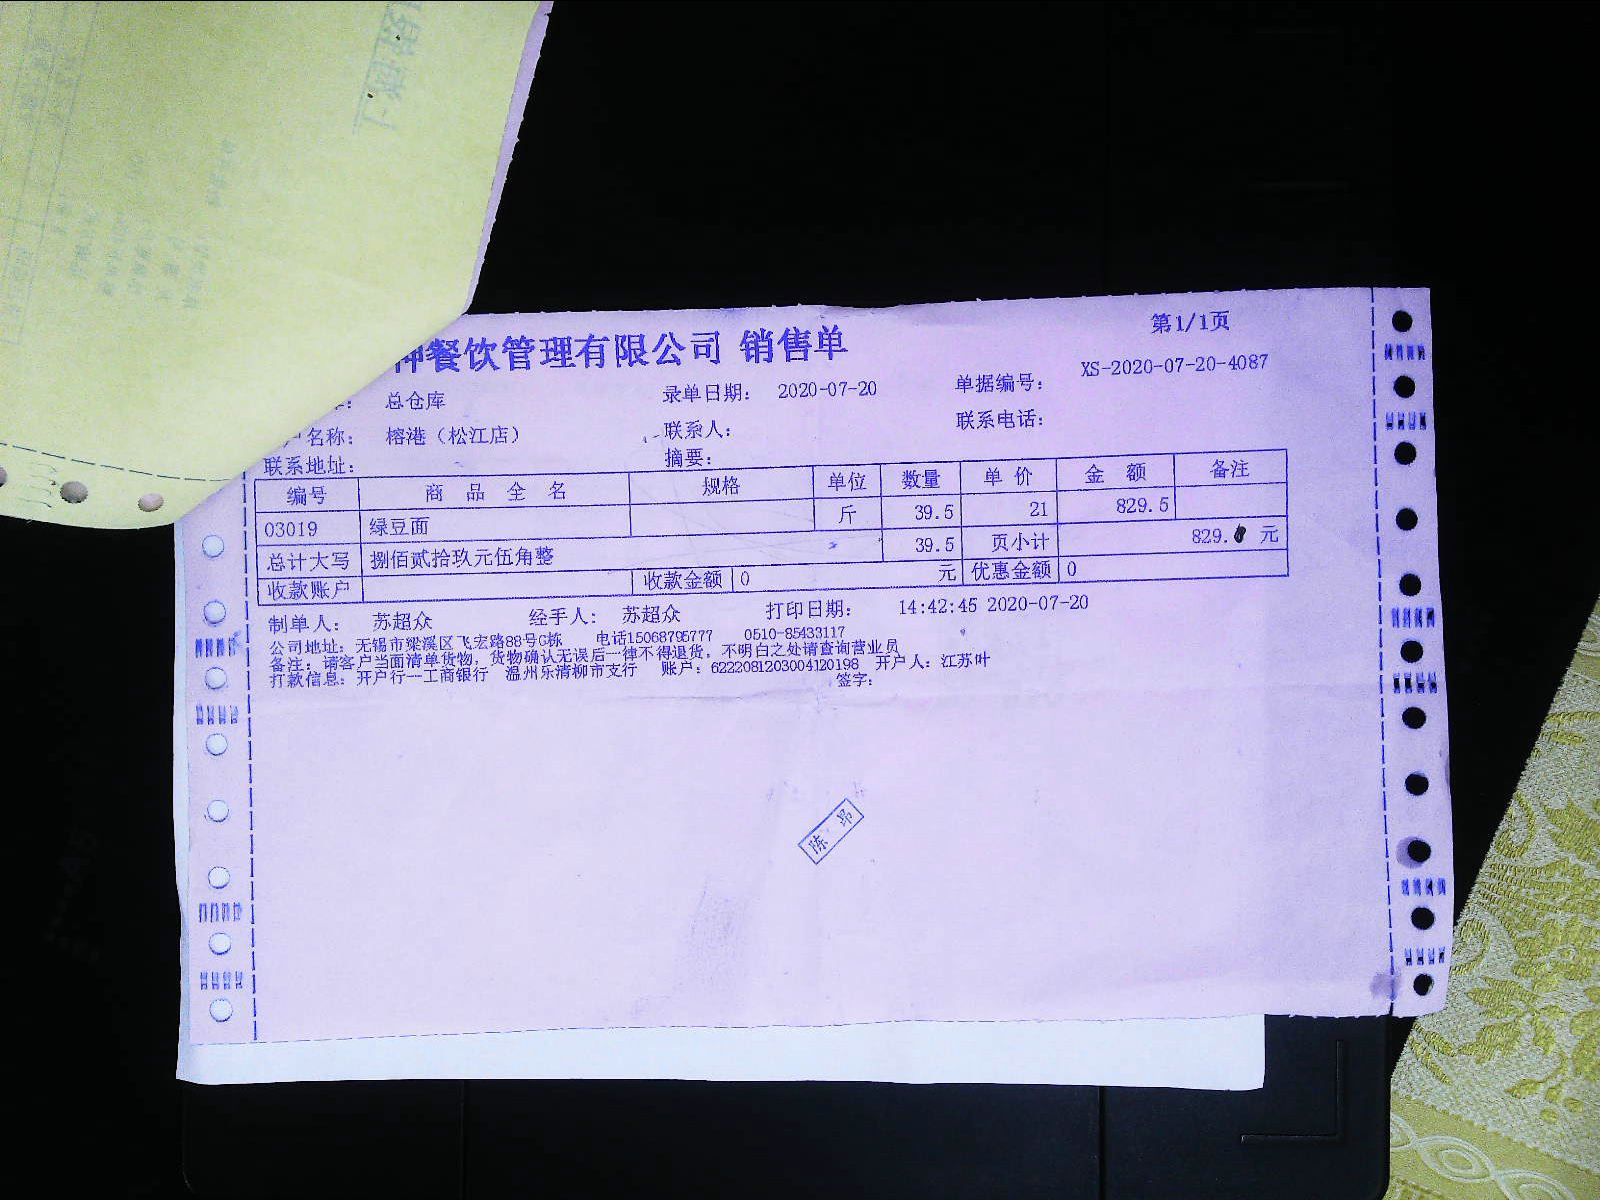 第1/1页
餐饮管理有限公司 销售单
总仓库 录单日期: 2020-07-20 单据编号: XS-2020-07-20-4087
户名称: 榕港（松江店） 联系人: 联系电话:
联系地址: 摘要:
编号 商品全名 规格 单位 数量 单价 金额 备注
03019 绿豆面 斤 39.5 21 829.5
总计大写 捌佰贰拾玖元伍角整 39.5 页小计 829. 元
收款账户 收款金额 0 元 优惠金额 0
制单人: 苏超众 经手人: 苏超众 打印日期: 14:42:45 2020-07-20
公司地址: 无锡市梁溪区飞宏路88号G栋 电话15068795777 0510-85433117
备注: 请客户当面清单货物, 货物确认无误后一律不得退货, 不明白之处请查询营业员
打款信息: 开户行--工商银行 温州乐清柳市支行 账户: 6222081203004120198 开户人: 江苏叶
签字:
陈昂